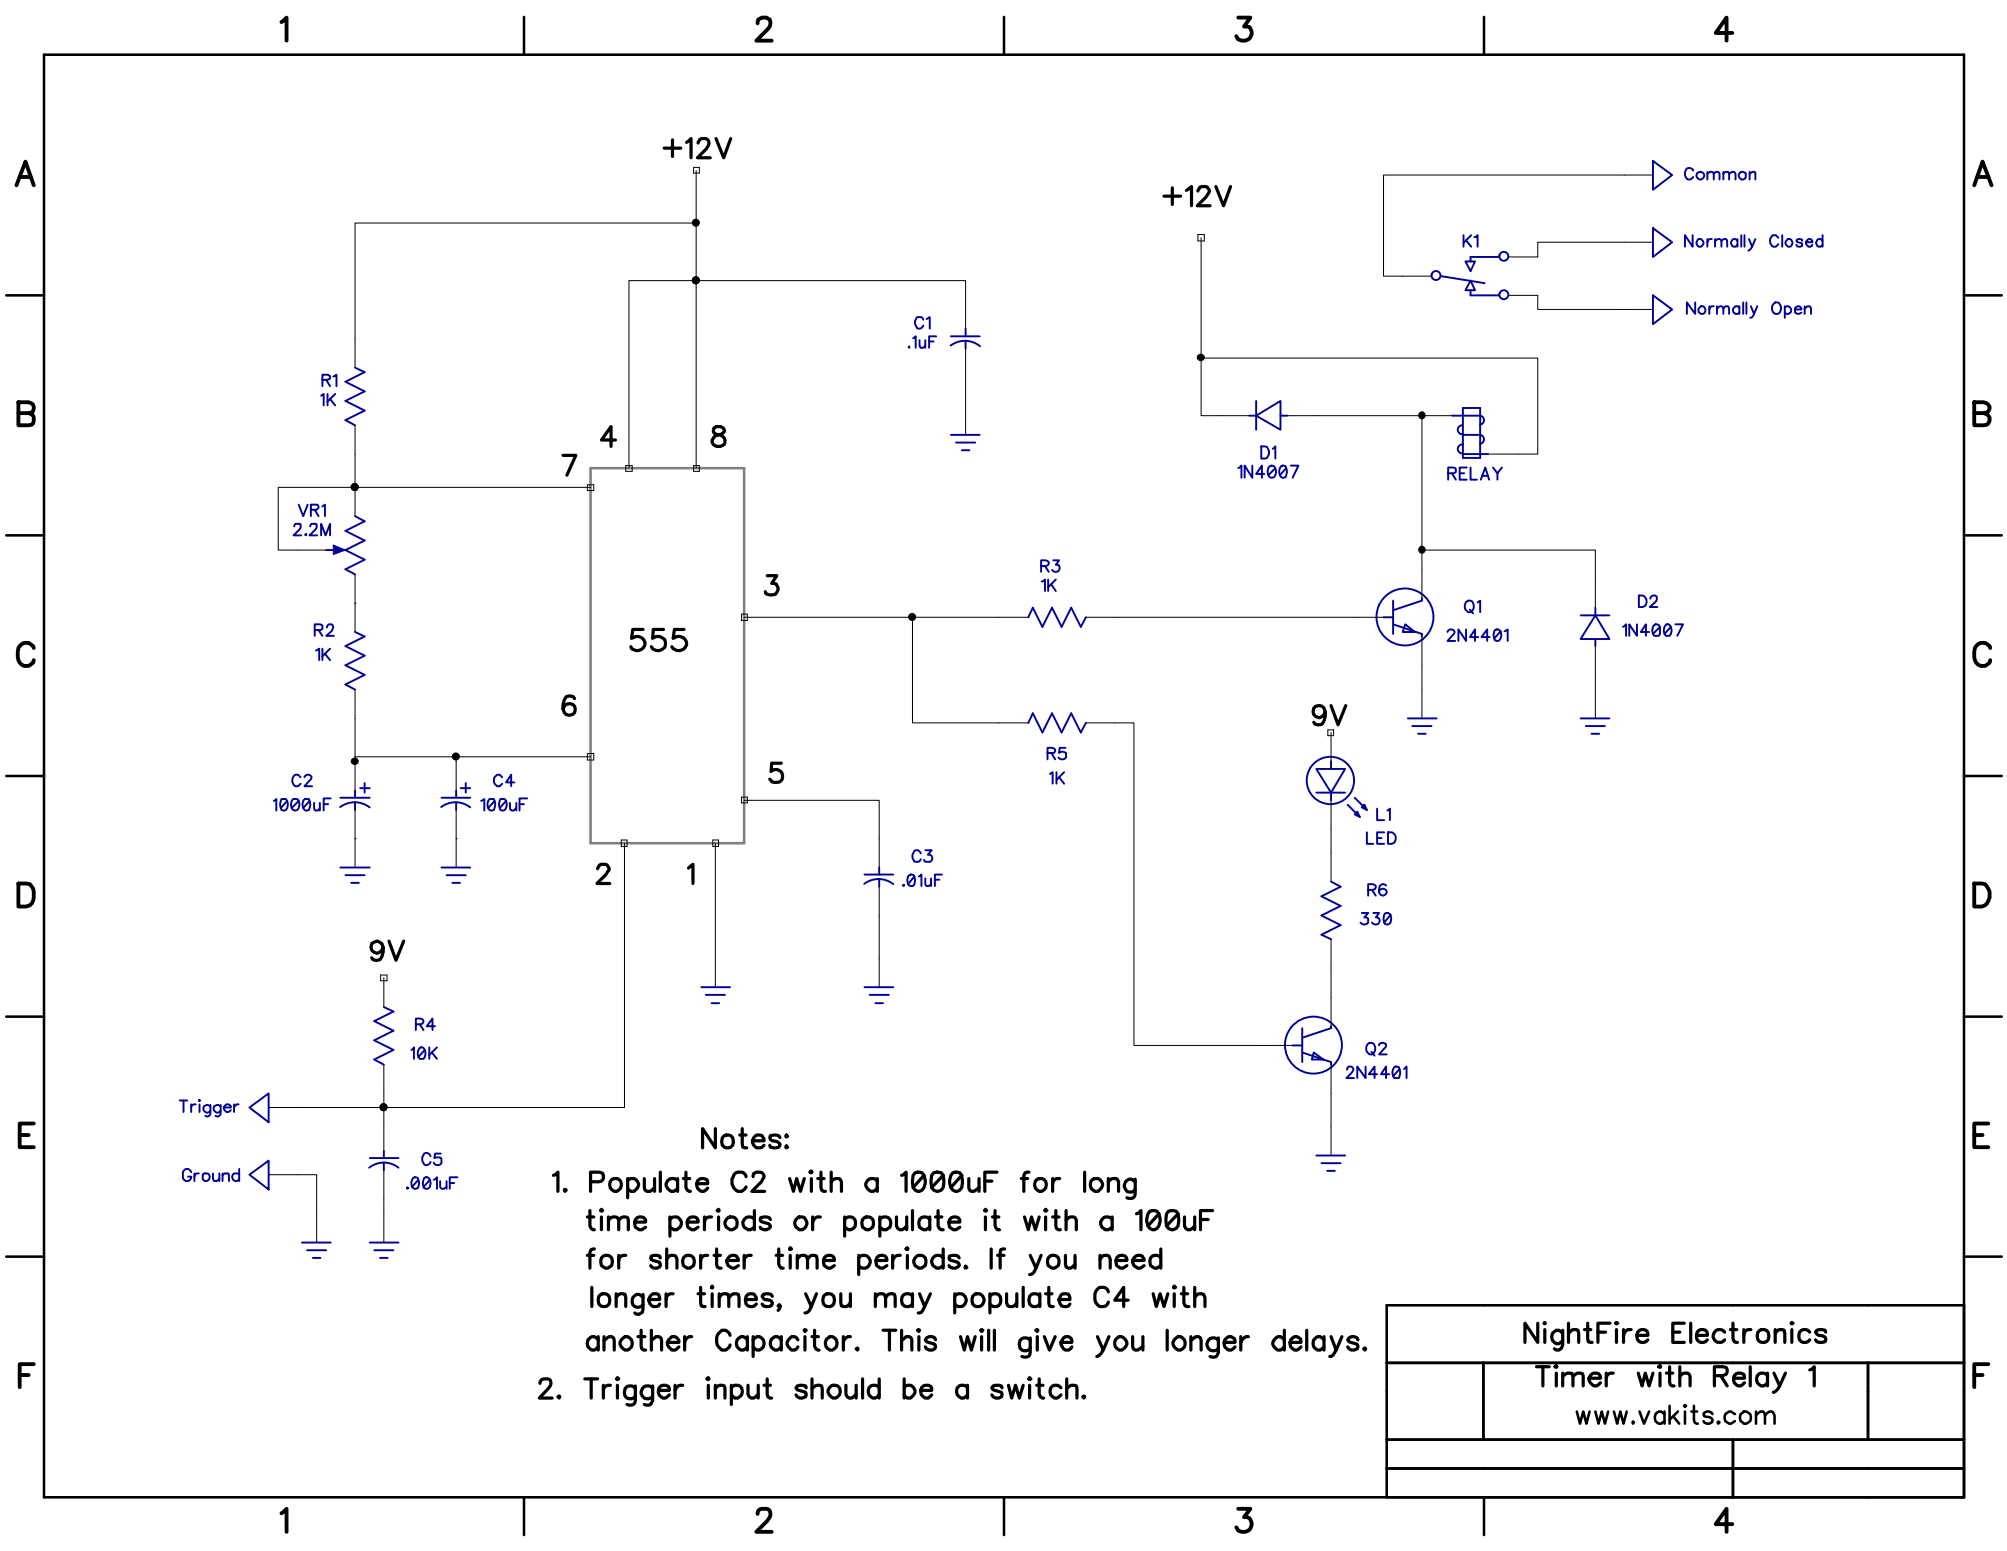 1 2 3 4
A A
B B
C C
D D
E E
F F
+12V
+12V
Common
K1
Normally Closed
Normally Open
C1
.1uF
R1
1K
4 8
7
D1
1N4007
RELAY
VR1
2.2M
3
R3
1K
555
R2
1K
Q1
2N4401
D2
1N4007
6
9V
R5
1K
5
C2
1000uF
C4
100uF
L1
LED
2 1
C3
.01uF
R6
330
9V
R4
10K
Q2
2N4401
Trigger
Ground
C5
.001uF
Notes:
1. Populate C2 with a 1000uF for long
time periods or populate it with a 100uF
for shorter time periods. If you need
longer times, you may populate C4 with
another Capacitor. This will give you longer delays.
2. Trigger input should be a switch.
NightFire Electronics
Timer with Relay 1
www.vakits.com
1 2 3 4